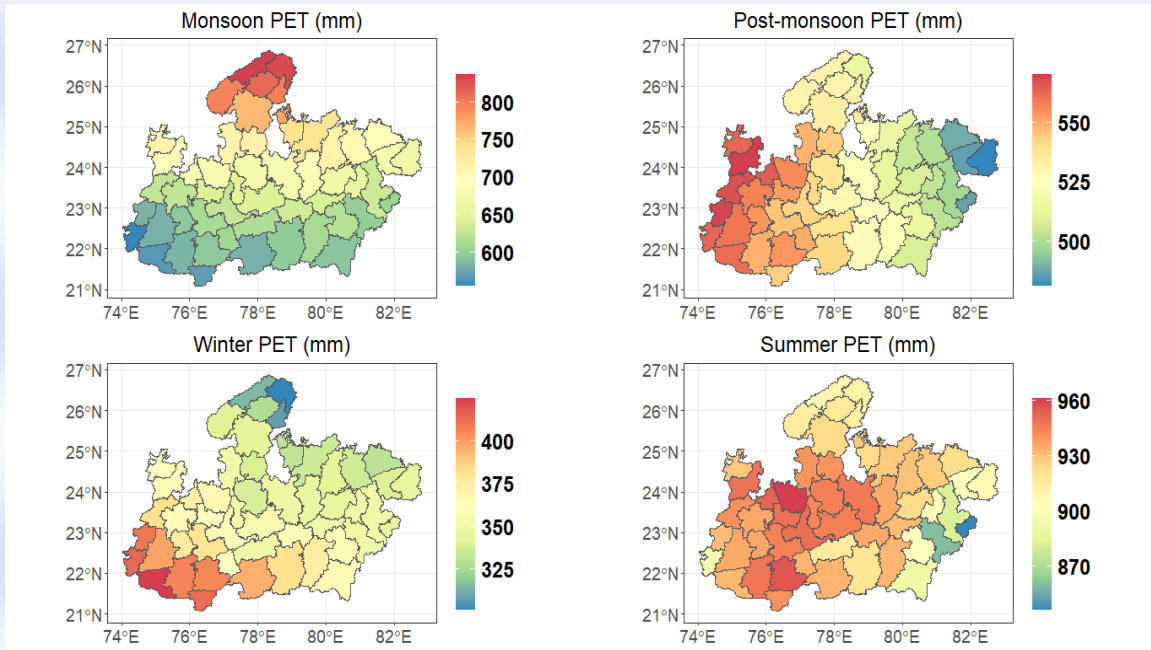 Monsoon PET (mm)
27°N
26°N
25°N
24°N
23°N
22°N
21°N
74°E 76°E 78°E 80°E 82°E
800
750
700
650
600
Post-monsoon PET (mm)
27°N
26°N
25°N
24°N
23°N
22°N
21°N
74°E 76°E 78°E 80°E 82°E
550
525
500
Winter PET (mm)
27°N
26°N
25°N
24°N
23°N
22°N
21°N
74°E 76°E 78°E 80°E 82°E
400
375
350
325
Summer PET (mm)
27°N
26°N
25°N
24°N
23°N
22°N
21°N
74°E 76°E 78°E 80°E 82°E
960
930
900
870